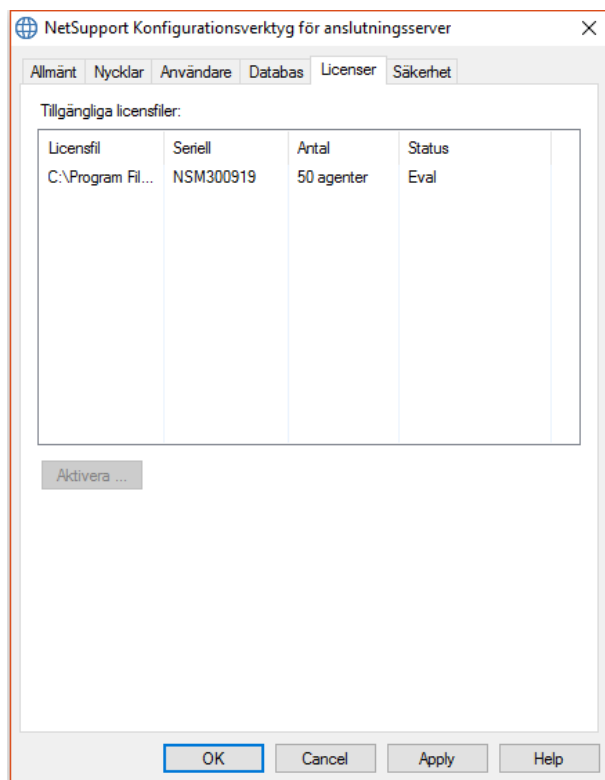 NetSupport Konfigurationsverktyg för anslutningsserver
Allmänt Nycklar Användare Databas Licenser Säkerhet
Tillgängliga licensfiler:
Licensfil Seriell Antal Status
C:\Program Fil... NSM300919 50 agenter Eval
Aktivera ...
OK Cancel Apply Help